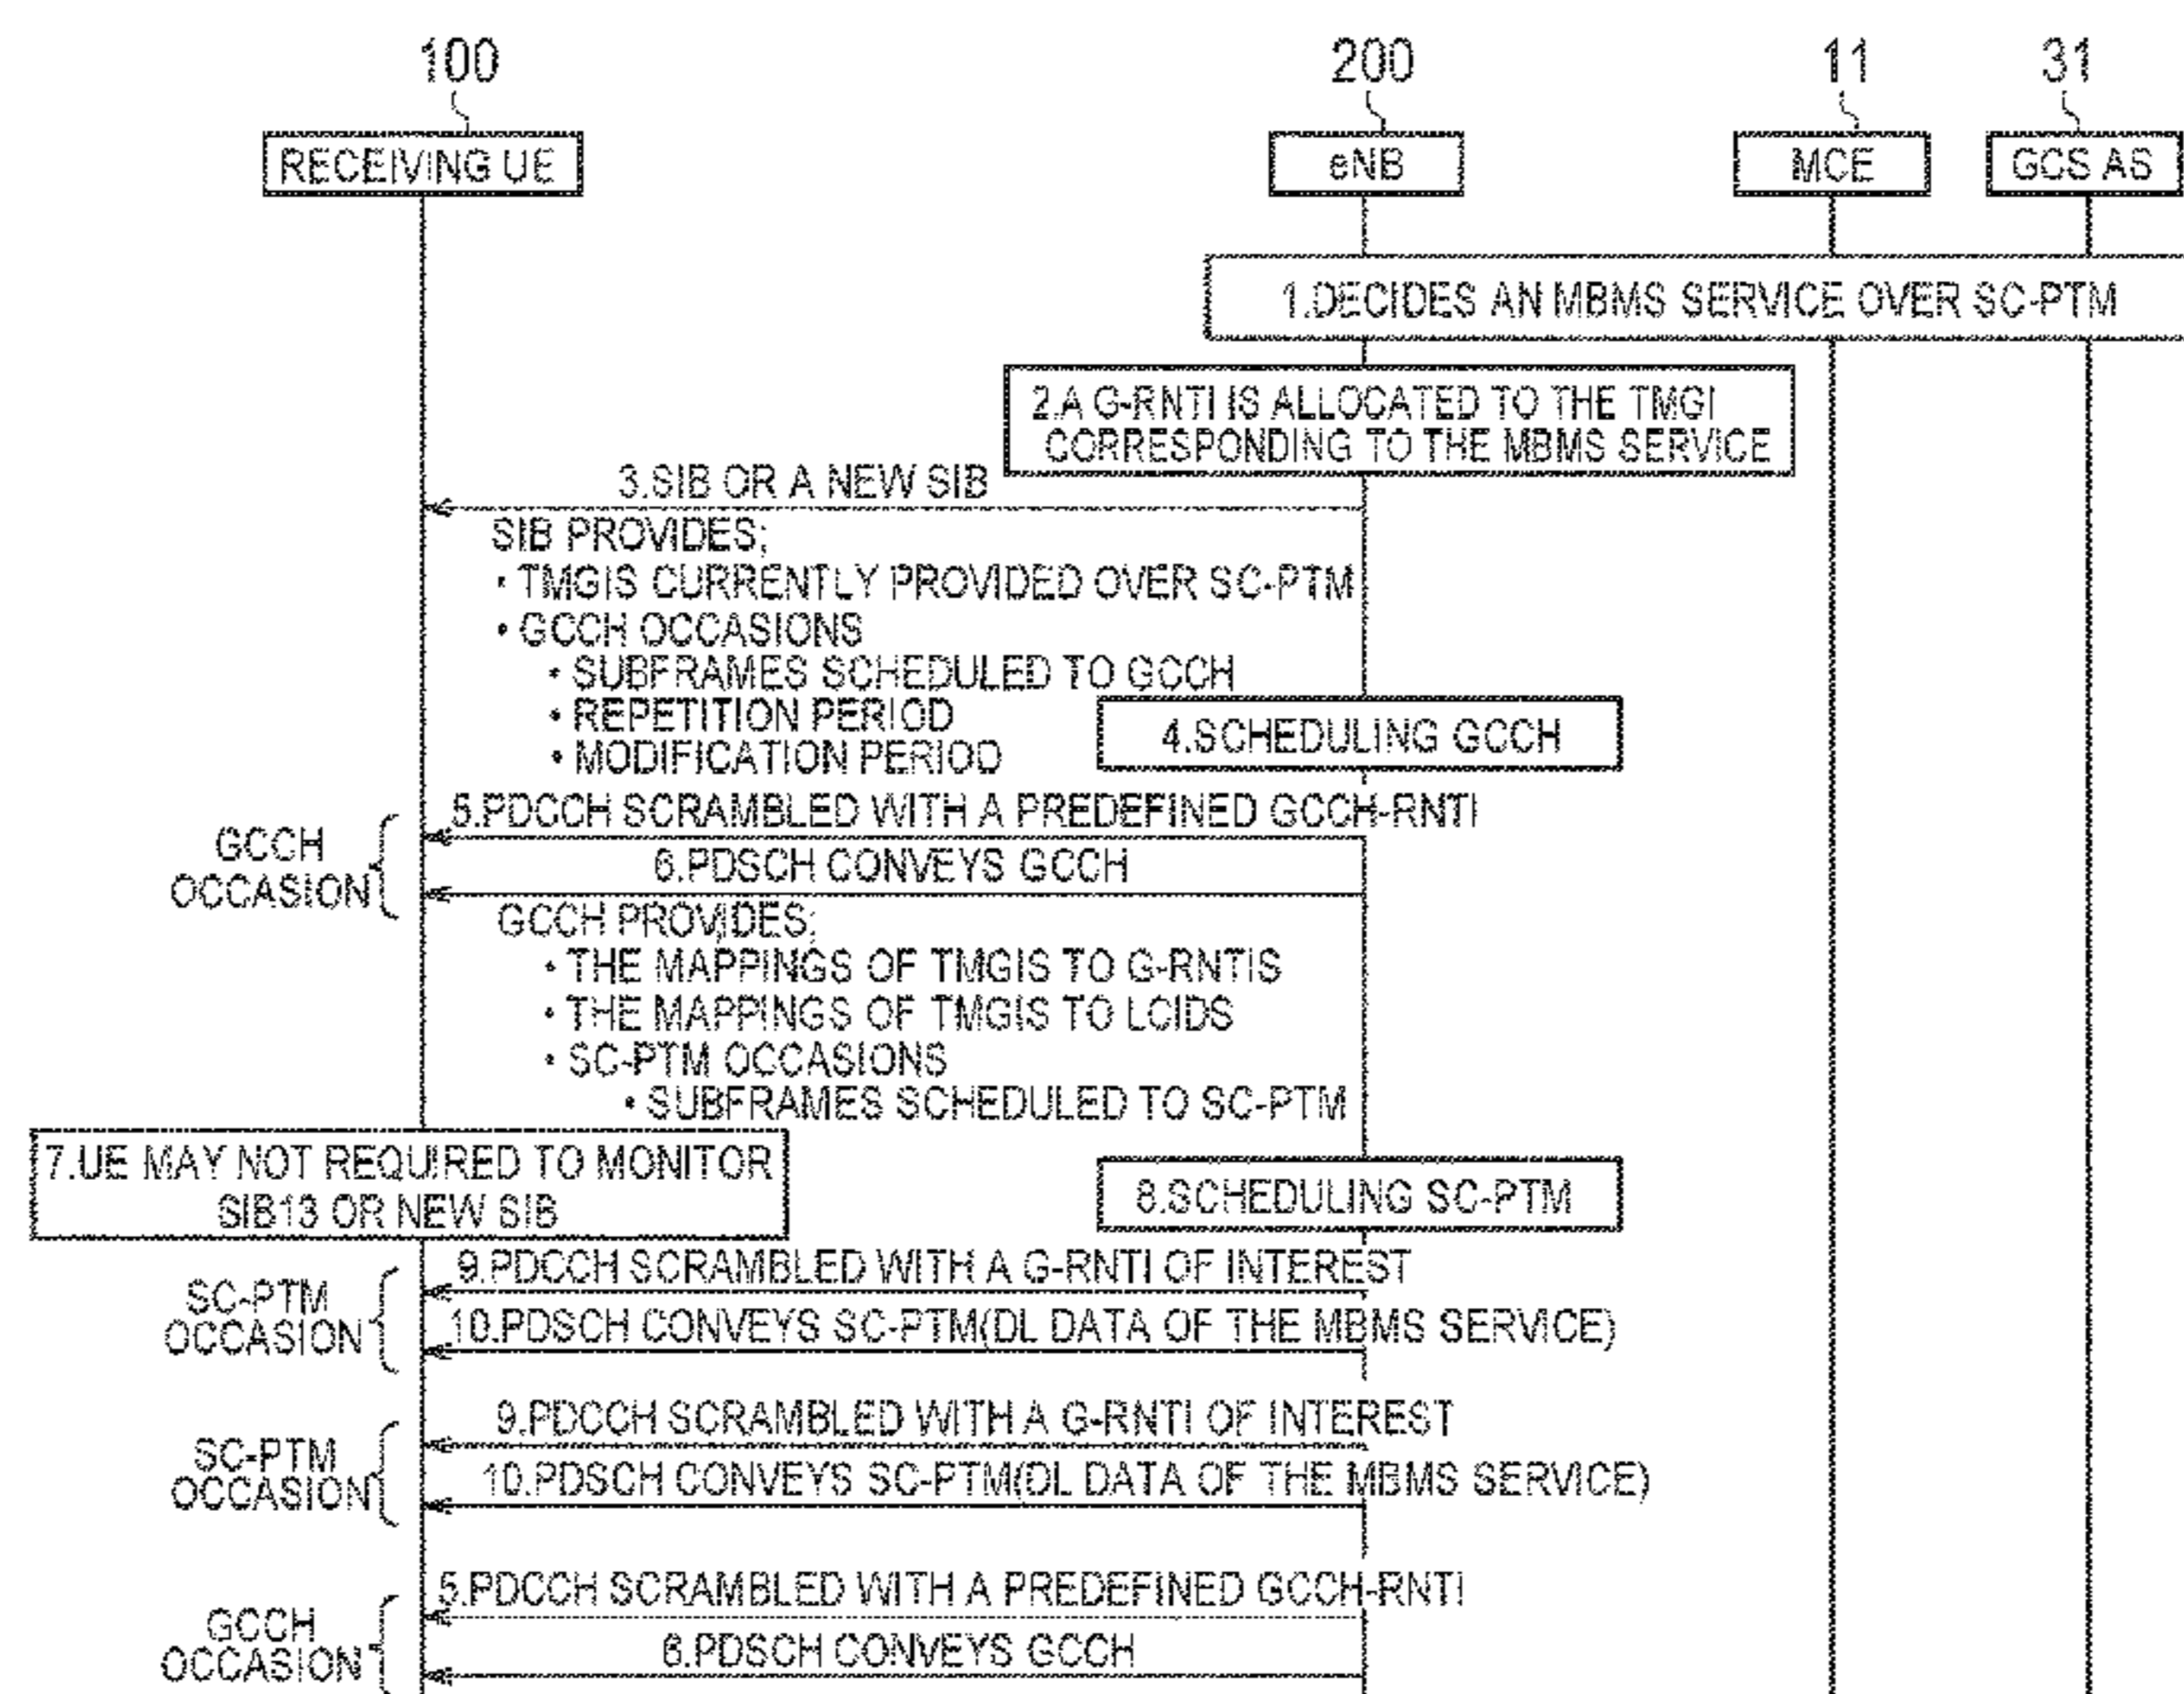 100
200
11
31
RECEIVING UE
eNB
MCE
GCS AS
1.DECIDES AN MBMS SERVICE OVER SC-PTM
2.A G-RNTI IS ALLOCATED TO THE TMGI
CORRESPONDING TO THE MBMS SERVICE
3.SIB OR A NEW SIB
SIB PROVIDES;
• TMGIS CURRENTLY PROVIDED OVER SC-PTM
• GCCH OCCASIONS
• SUBFRAMES SCHEDULED TO GCCH
• REPETITION PERIOD
• MODIFICATION PERIOD
4.SCHEDULING GCCH
5.PDCCH SCRAMBLED WITH A PREDEFINED GCCH-RNTI
GCCH
OCCASION
6.PDSCH CONVEYS GCCH
GCCH PROVIDES;
• THE MAPPINGS OF TMGIS TO G-RNTIS
• THE MAPPINGS OF TMGIS TO LCIDS
• SC-PTM OCCASIONS
• SUBFRAMES SCHEDULED TO SC-PTM
7.UE MAY NOT REQUIRED TO MONITOR
SIB13 OR NEW SIB
8.SCHEDULING SC-PTM
9.PDCCH SCRAMBLED WITH A G-RNTI OF INTEREST
SC-PTM
OCCASION
10.PDSCH CONVEYS SC-PTM(DL DATA OF THE MBMS SERVICE)
9.PDCCH SCRAMBLED WITH A G-RNTI OF INTEREST
SC-PTM
OCCASION
10.PDSCH CONVEYS SC-PTM(DL DATA OF THE MBMS SERVICE)
5.PDCCH SCRAMBLED WITH A PREDEFINED GCCH-RNTI
GCCH
OCCASION
6.PDSCH CONVEYS GCCH